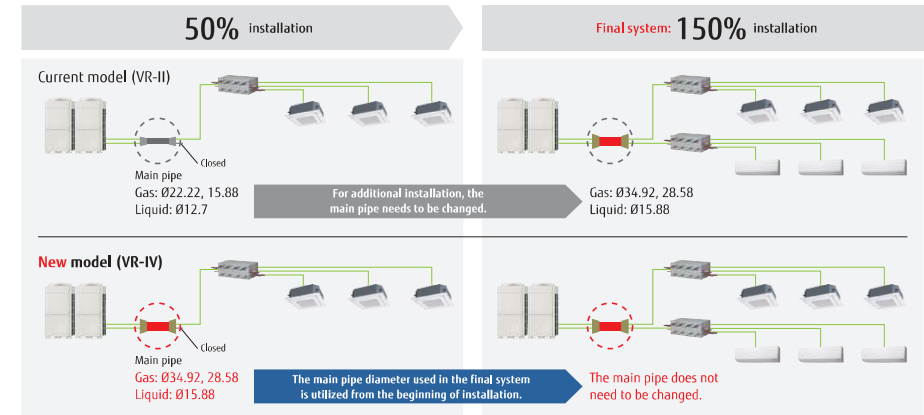 50% installation
Final system: 150% installation
Current model (VR-II)
Closed
Main pipe
Gas: Ø22.22, 15.88
Liquid: Ø12.7
For additional installation, the
main pipe needs to be changed.
Gas: Ø34.92, 28.58
Liquid: Ø15.88
New model (VR-IV)
Closed
Main pipe
Gas: Ø34.92, 28.58
Liquid: Ø15.88
The main pipe diameter used in the final system
is utilized from the beginning of installation.
The main pipe does not
need to be changed.